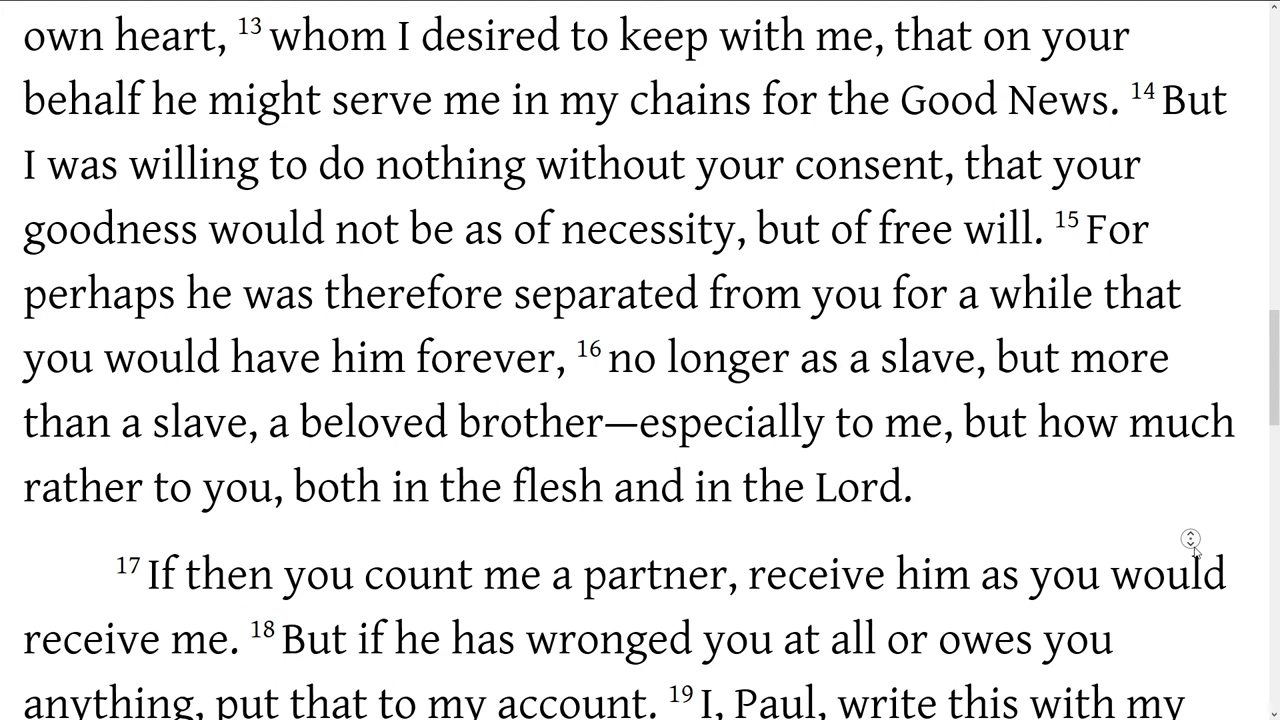 own heart, 13 whom I desired to keep with me, that on your
behalf he might serve me in my chains for the Good News. 14 But
I was willing to do nothing without your consent, that your
goodness would not be as of necessity, but of free will. 15 For
perhaps he was therefore separated from you for a while that
you would have him forever, 16 no longer as a slave, but more
than a slave, a beloved brother—especially to me, but how much
rather to you, both in the flesh and in the Lord.
17 If then you count me a partner, receive him as you would
receive me. 18 But if he has wronged you at all or owes you
anything, put that to my account. 19 I, Paul, write this with my